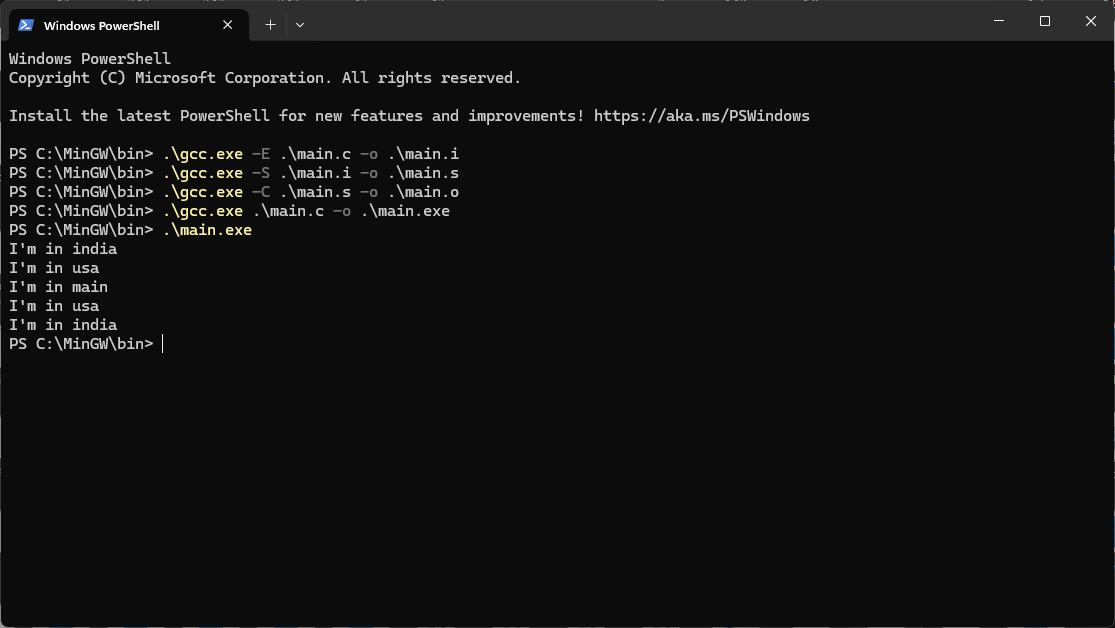 Windows PowerShell
Windows PowerShell
Copyright (C) Microsoft Corporation. All rights reserved.
Install the latest PowerShell for new features and improvements! https://aka.ms/PSWindows
PS C:\MinGW\bin> .\gcc.exe -E .\main.c -o .\main.i
PS C:\MinGW\bin> .\gcc.exe -S .\main.i -o .\main.s
PS C:\MinGW\bin> .\gcc.exe -C .\main.s -o .\main.o
PS C:\MinGW\bin> .\gcc.exe .\main.c -o .\main.exe
PS C:\MinGW\bin> .\main.exe
I'm in india
I'm in usa
I'm in main
I'm in usa
I'm in india
PS C:\MinGW\bin>